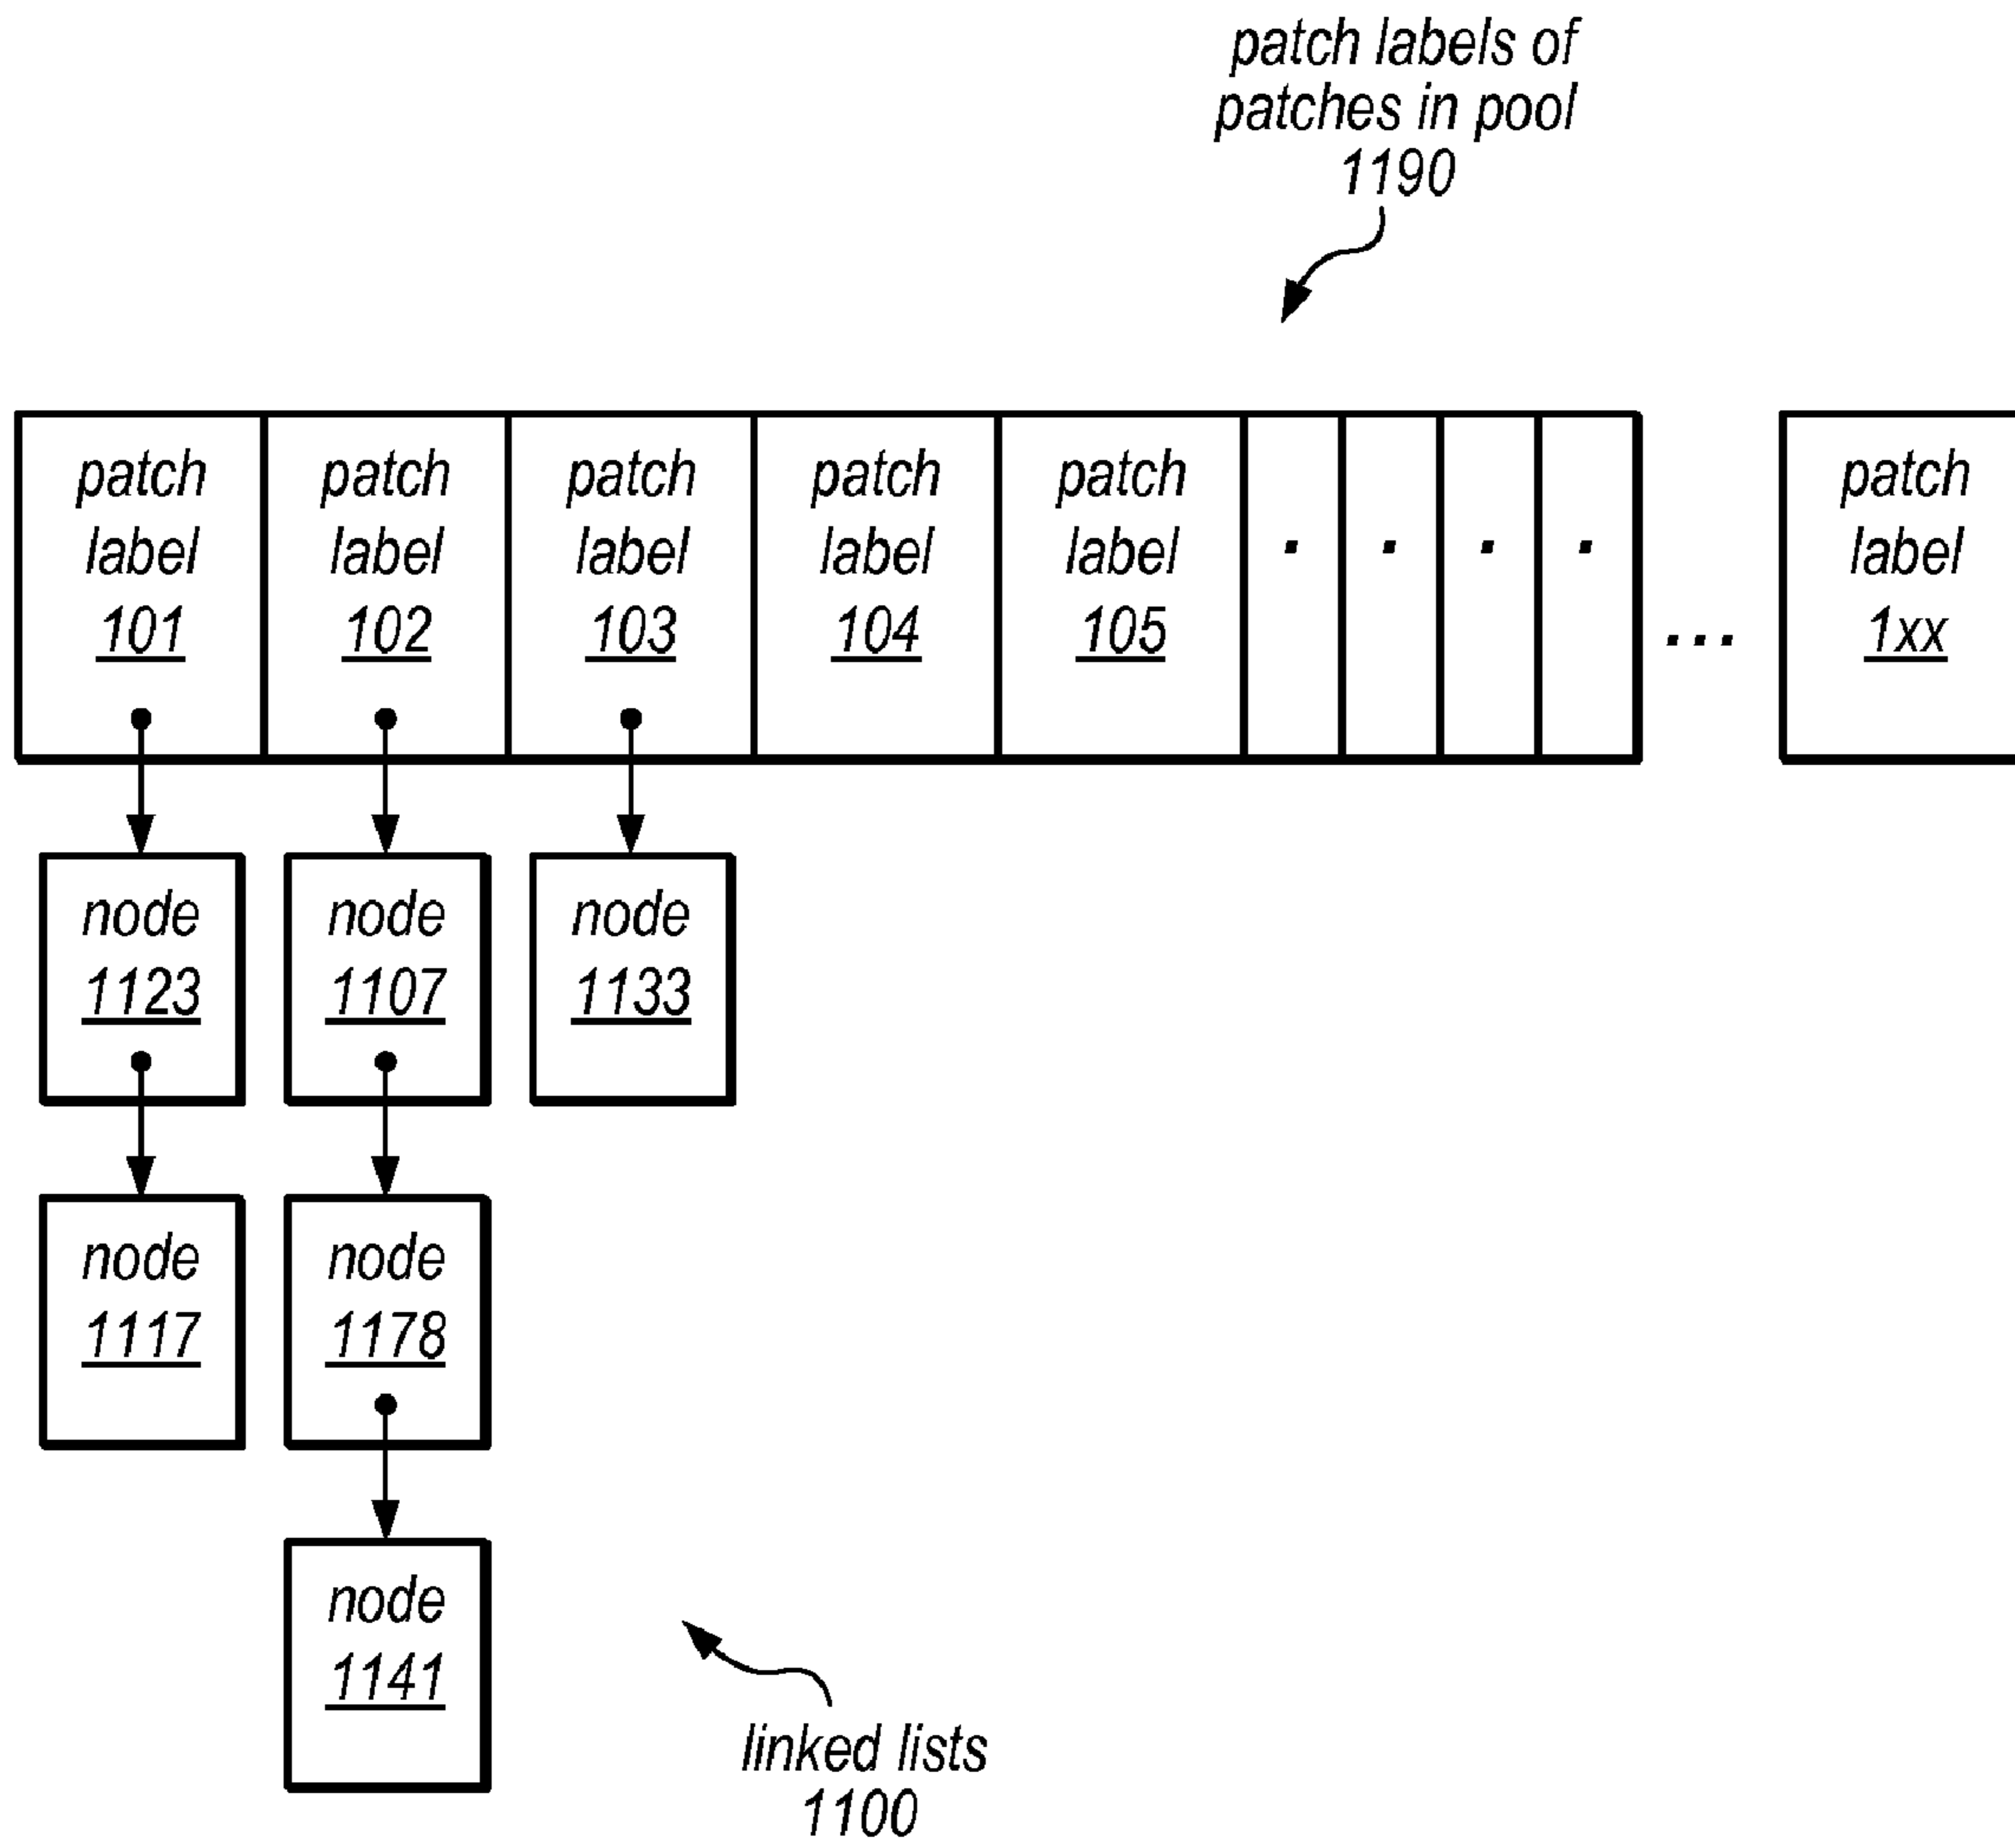 patch labels of
patches in pool
1190
patch
label
101
patch
label
102
patch
label
103
patch
label
104
patch
label
105
. . . .
...
patch
label
1xx
node
1123
node
1107
node
1133
node
1117
node
1178
node
1141
linked lists
1100